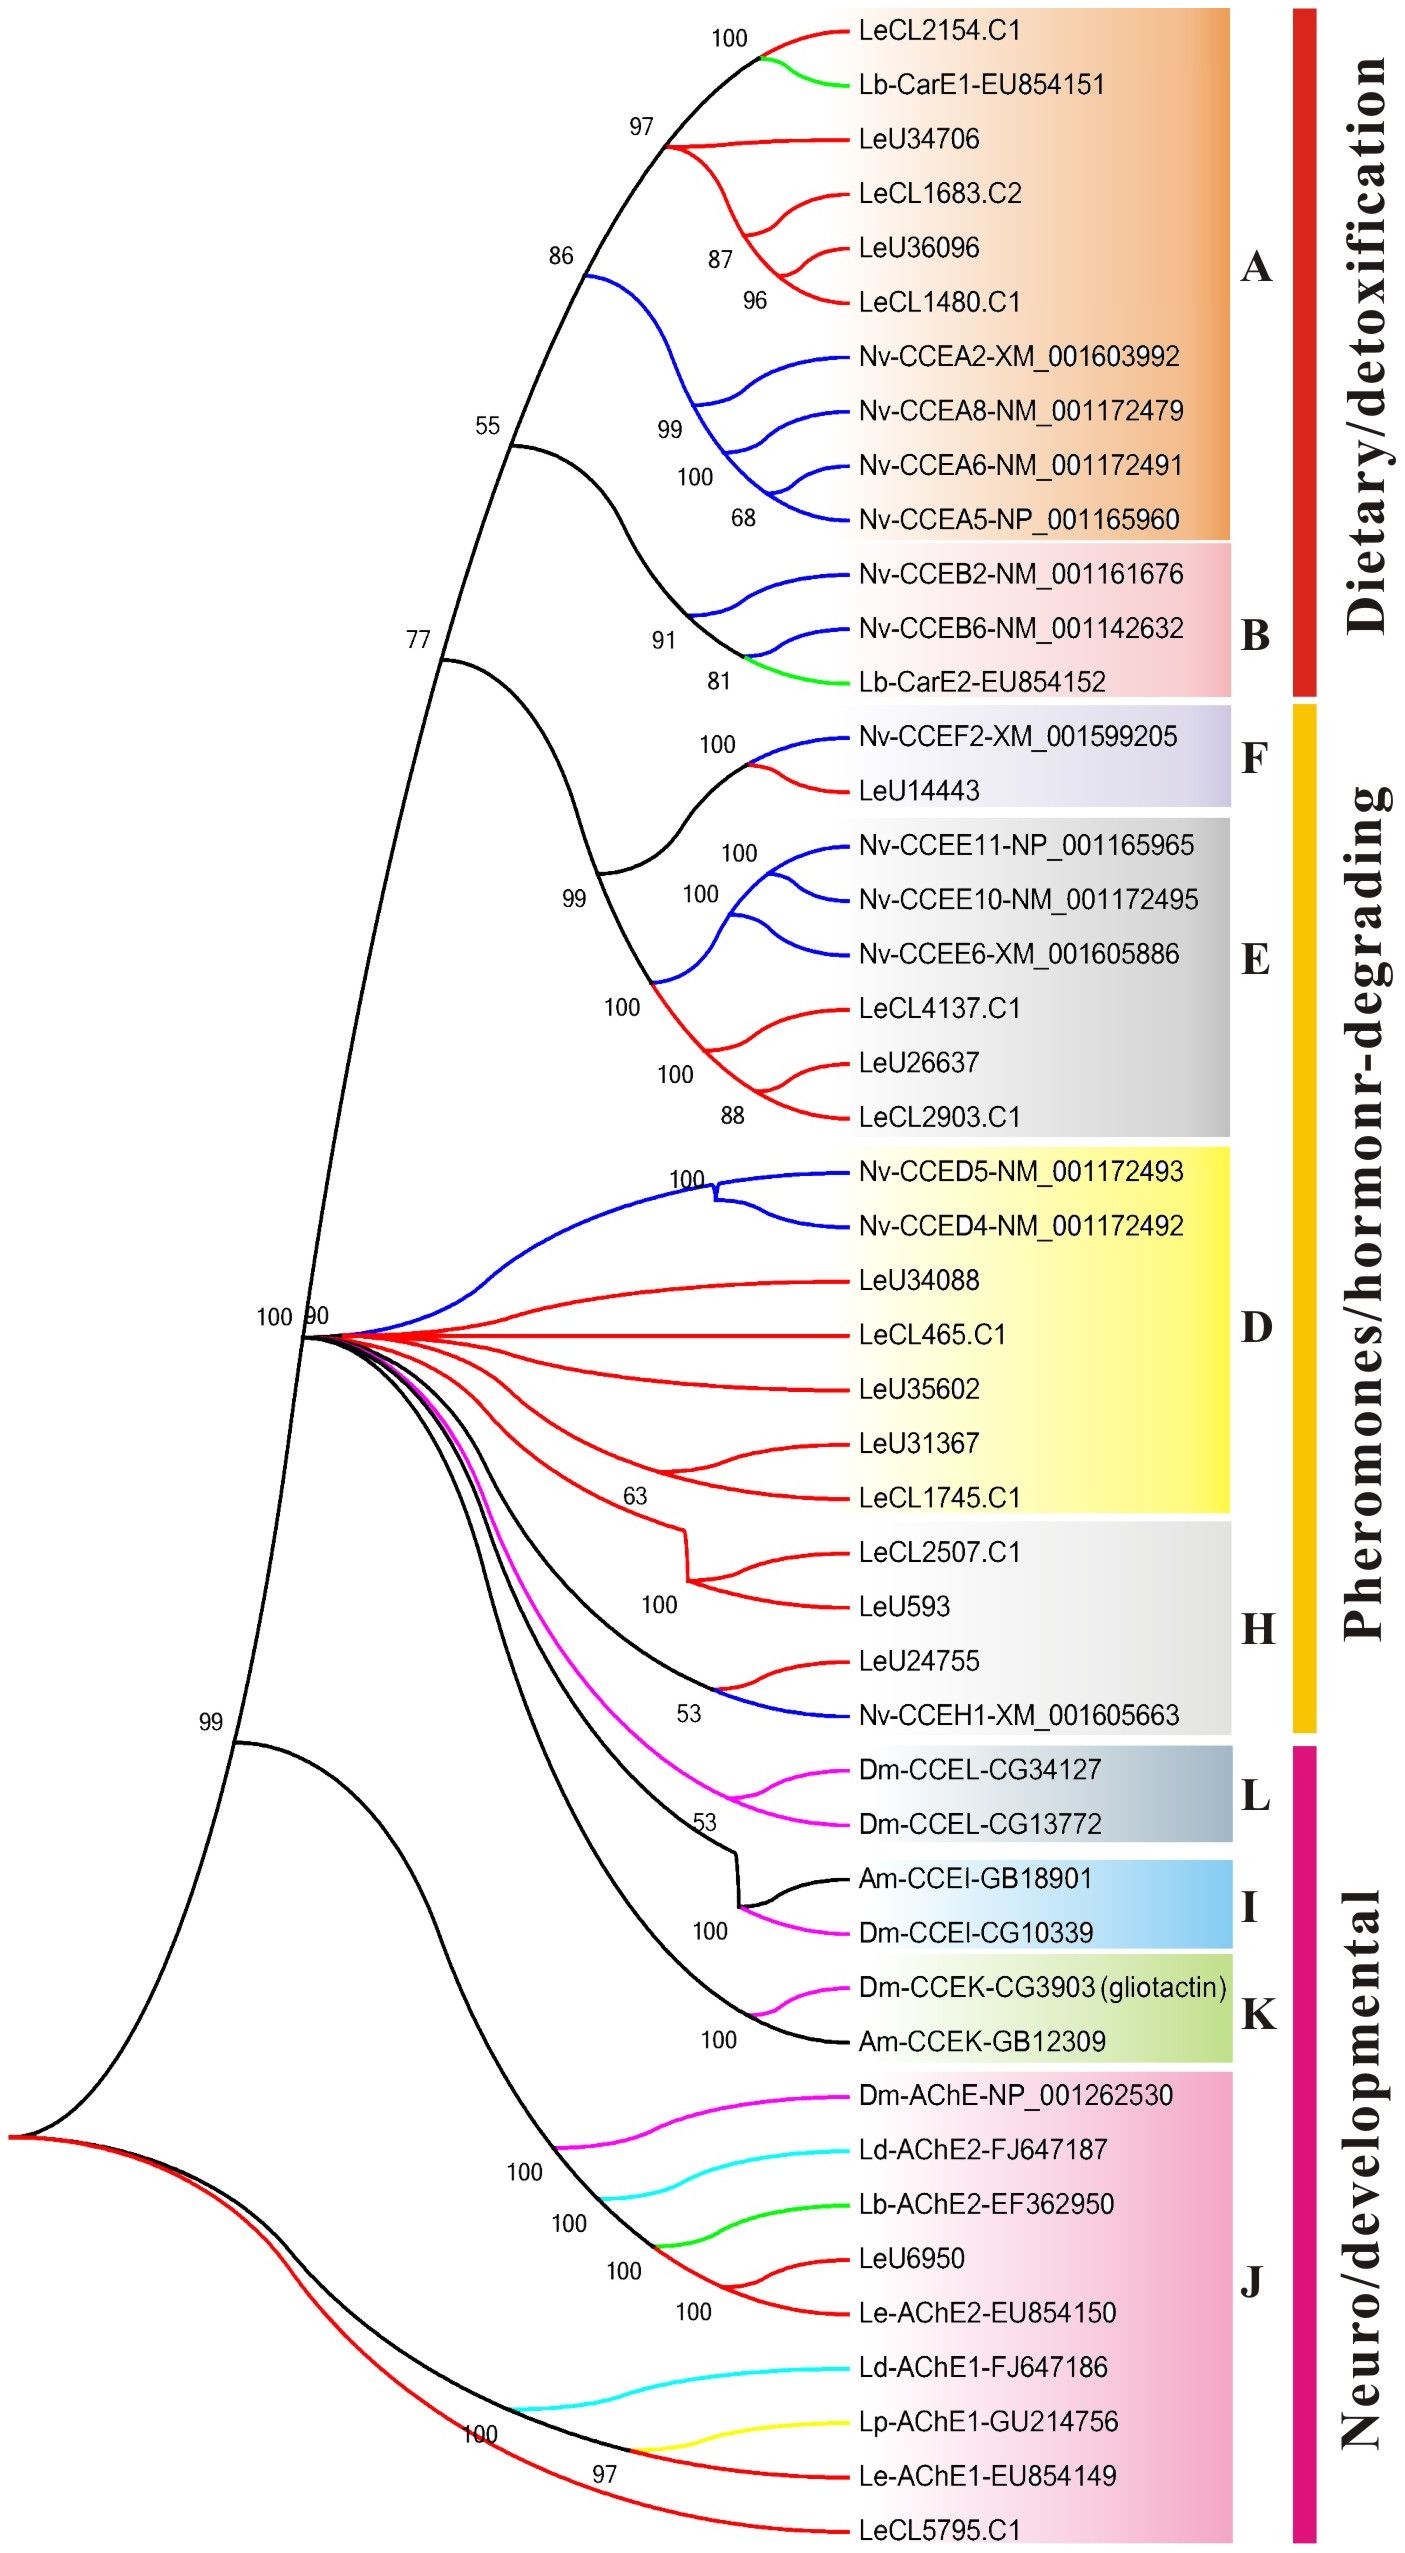 100
LeCL2154.C1
Lb-CarE1-EU854151
97
LeU34706
LeCL1683.C2
86
LeU36096
87
A
96
LeCL1480.C1
Nv-CCEA2-XM_001603992
Nv-CCEA8-NM_001172479
55
99
Nv-CCEA6-NM_001172491
100
68
Nv-CCEA5-NP_001165960
Dietary/detoxification
Nv-CCEB2-NM_001161676
Nv-CCEB6-NM_001142632
77
91
B
81
Lb-CarE2-EU854152
100
Nv-CCEF2-XM_001599205
F
LeU14443
100
Nv-CCEE11-NP_001165965
99
100
Nv-CCEE10-NM_001172495
Nv-CCEE6-XM_001605886
E
100
LeCL4137.C1
100
LeU26637
88
LeCL2903.C1
100
Nv-CCED5-NM_001172493
Nv-CCED4-NM_001172492
Pheromones/hormonr-degrading
LeU34088
100
90
LeCL465.C1
D
LeU35602
LeU31367
63
LeCL1745.C1
LeCL2507.C1
100
LeU593
H
LeU24755
99
53
Nv-CCEH1-XM_001605663
Dm-CCEL-CG34127
L
53
Dm-CCEL-CG13772
Am-CCEI-GB18901
I
100
Dm-CCEI-CG10339
Dm-CCEK-CG3903 (gliotactin)
K
100
Am-CCEK-GB12309
Dm-AChE-NP_001262530
100
Ld-AChE2-FJ647187
Neuro/developmental
100
Lb-AChE2-EF362950
100
LeU6950
J
100
Le-AChE2-EU854150
Ld-AChE1-FJ647186
100
Lp-AChE1-GU214756
97
Le-AChE1-EU854149
LeCL5795.C1